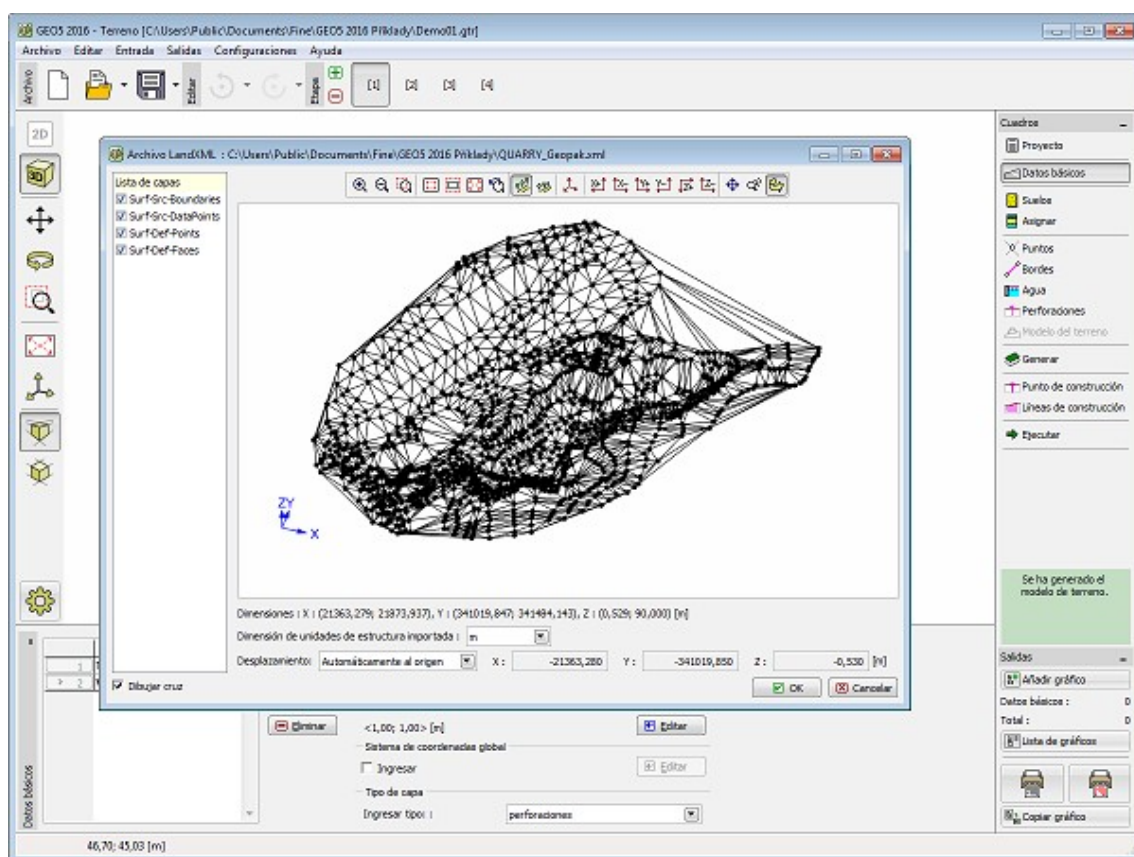 GEO5 2016 - Terreno [C:\Users\Public\Documents\Fine\GEO5 2016 Příklady\Demo01.gtr]
Archivo Editar Entrada Salidas Configuraciones Ayuda
Archivo
Editar
Etapa
[1] [2] [3] [4]
2D
3D
Archivo LandXML : C:\Users\Public\Documents\Fine\GEO5 2016 Příklady\QUARRY_Geopak.xml
Lista de capas
Surf-Src-Boundaries
Surf-Src-DataPoints
Surf-Def-Points
Surf-Def-Faces
ZY
X
Dimensiones : X : (21363,279; 21873,937), Y : (341019,847; 341484,143), Z : (0,529; 90,000) [m]
Dimensión de unidades de estructura importada : m
Desplazamiento: Automáticamente al origen X : -21363,280 Y : -341019,850 Z : -0,530 [m]
Dibujar cruz
OK Cancelar
Cuadros
Proyecto
Datos básicos
Suelos
Asignar
Puntos
Bordes
Agua
Perforaciones
Modelo del terreno
Generar
Punto de construcción
Líneas de construcción
Ejecutar
Se ha generado el
modelo de terreno.
Salidas
Añadir gráfico
Datos básicos : 0
Total : 0
Lista de gráficos
Copiar gráfico
Datos básicos
1
> 2
Eliminar <1,00; 1,00> [m] Editar
Sistema de coordenadas global
Ingresar Editar
Tipo de capa
Ingresar tipo: perforaciones
46,70; 45,03 [m]